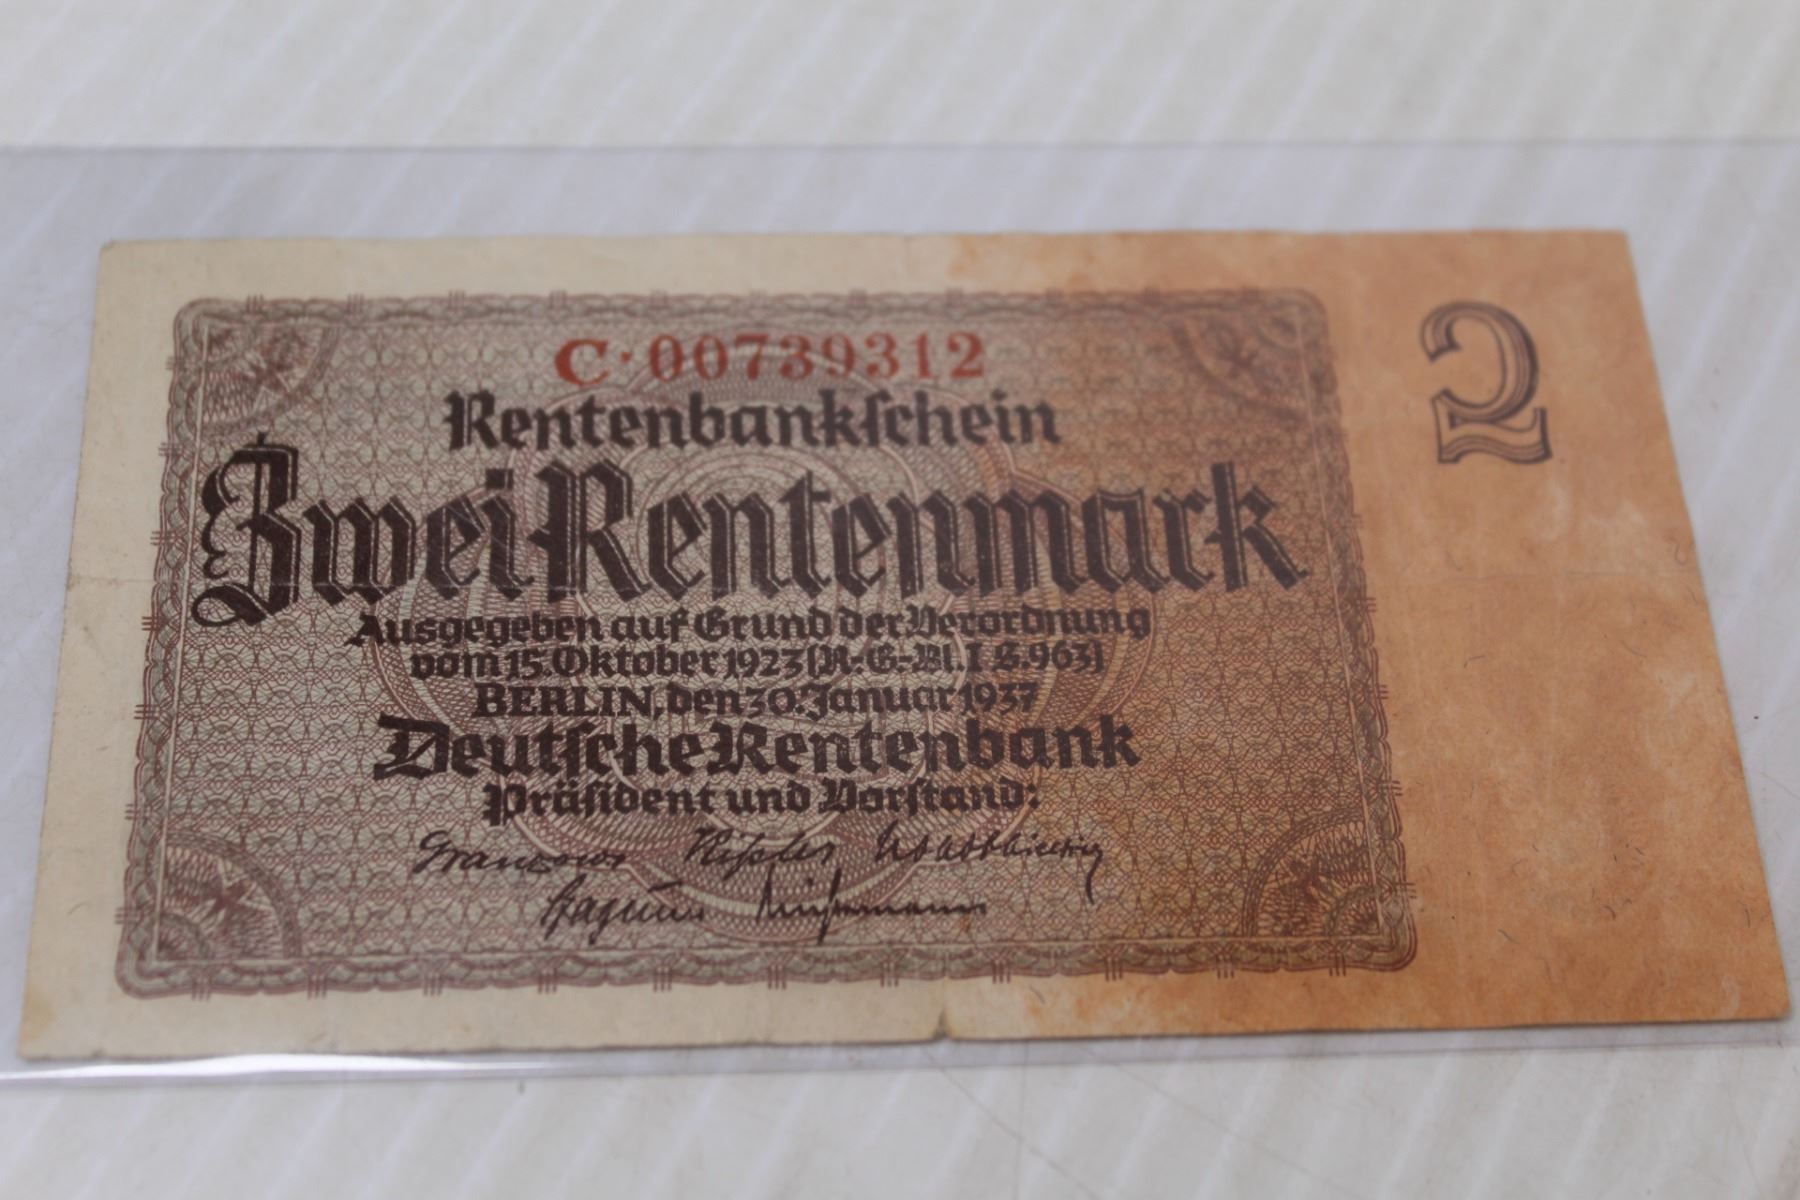 C·00739312
2
Rentenbankſchein
Zwei Rentenmark
Ausgegeben auf Grund der Verordnung
vom 15. Oktober 1923 (R.-G.-Bl. I S. 963)
BERLIN, den 30. Januar 1937
Deutſche Rentenbank
Präſident und Vorſtand: